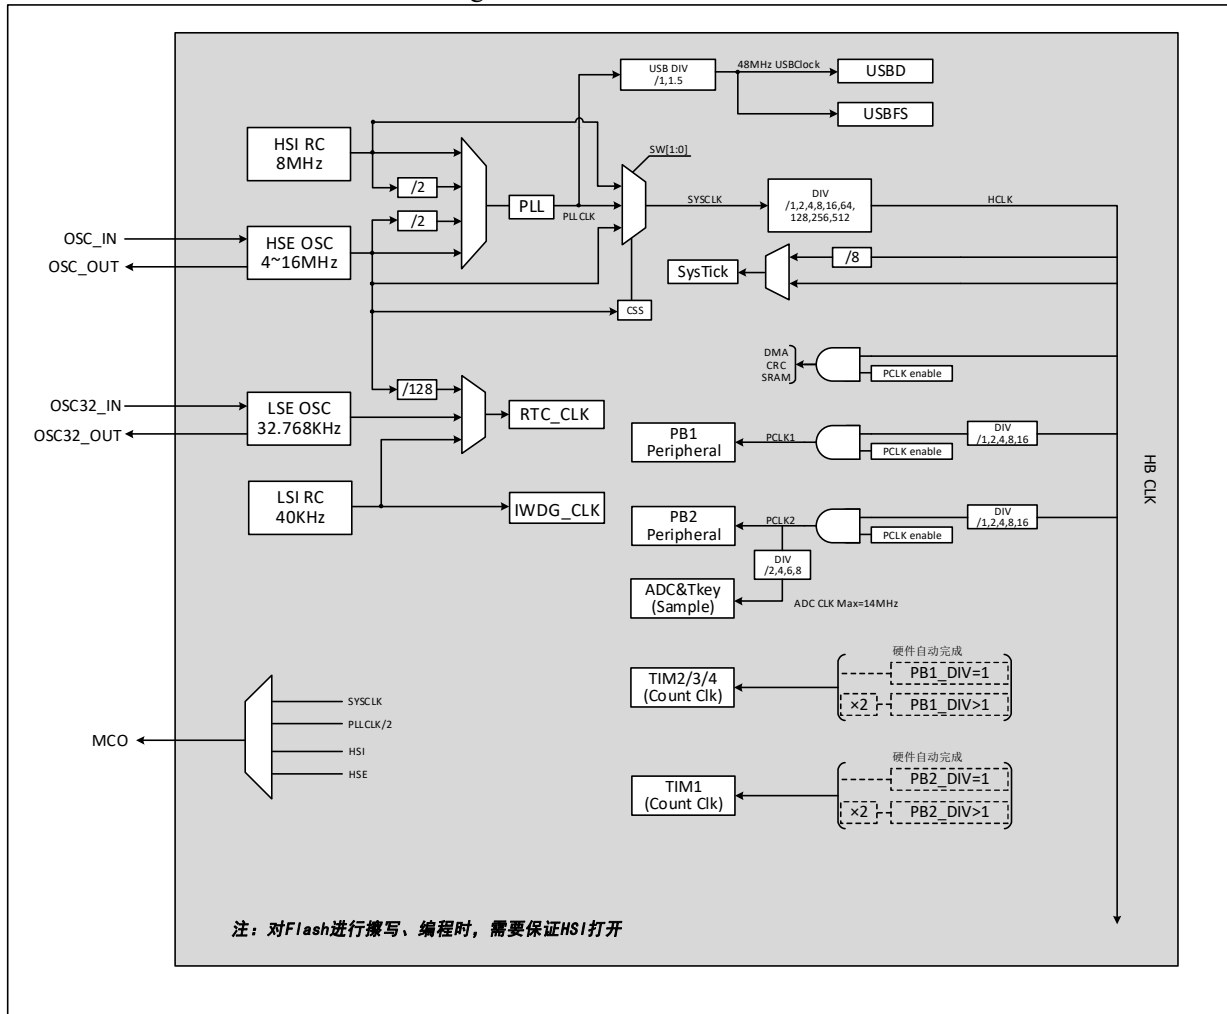 USB DIV
/1,1.5
48MHz USBClock
USBD
USBFS
HSI RC
8MHz
SW[1:0]
/2
PLL
PLLCLK
SYSCLK
DIV
/1,2,4,8,16,64,
128,256,512
HCLK
/2
OSC_IN
OSC_OUT
HSE OSC
4~16MHz
/8
SysTick
CSS
DMA
CRC
SRAM
PCLK enable
/128
OSC32_IN
OSC32_OUT
LSE OSC
32.768KHz
RTC_CLK
PB1
Peripheral
PCLK1
PCLK enable
DIV
/1,2,4,8,16
HB CLK
LSI RC
40KHz
IWDG_CLK
PB2
Peripheral
PCLK2
PCLK enable
DIV
/1,2,4,8,16
DIV
/2,4,6,8
ADC&Tkey
(Sample)
ADC CLK Max=14MHz
硬件自动完成
TIM2/3/4
(Count Clk)
PB1_DIV=1
×2
PB1_DIV>1
MCO
SYSCLK
PLLCLK/2
HSI
HSE
硬件自动完成
TIM1
(Count Clk)
PB2_DIV=1
×2
PB2_DIV>1
注：对Flash进行擦写、编程时，需要保证HSI打开